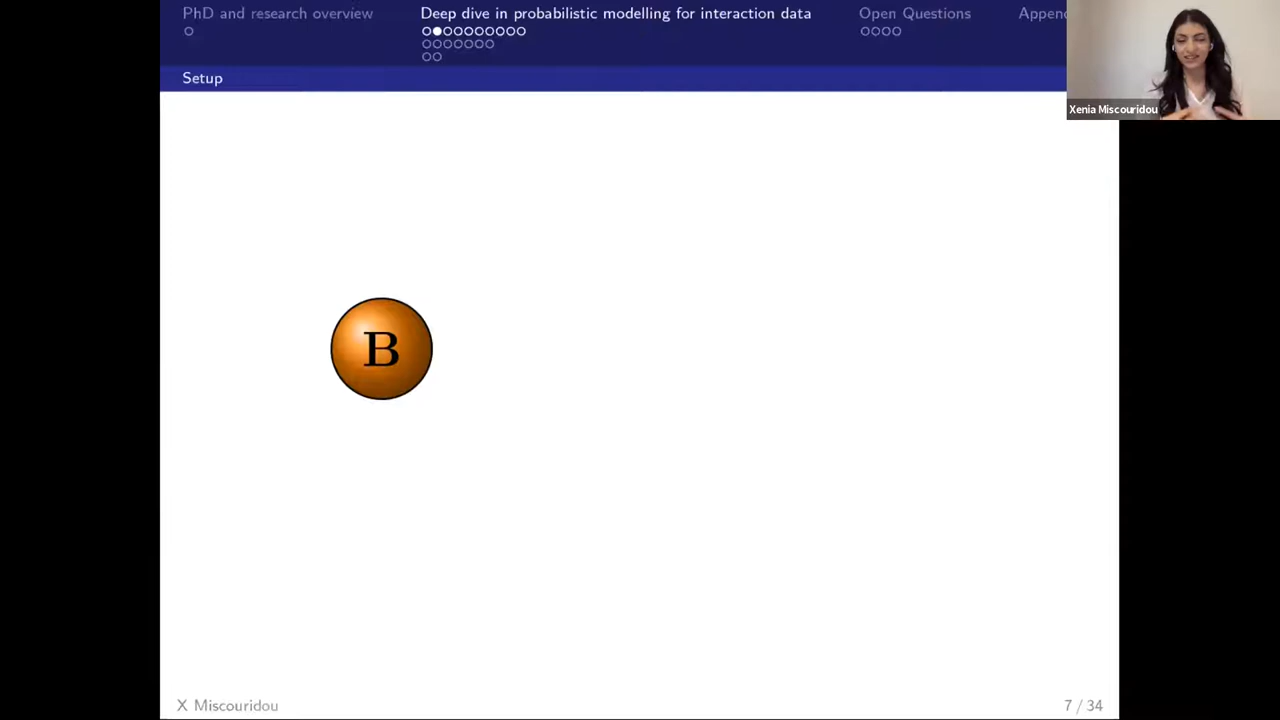 PhD and research overview
Deep dive in probabilistic modelling for interaction data
Open Questions
Setup
Xenia Miscouridou
B
X Miscouridou
7 / 34